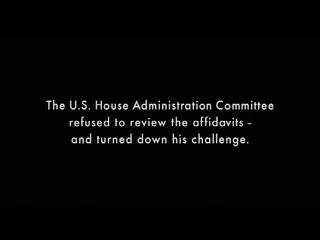 The U.S. House Administration Committee
refused to review the affidavits –
and turned down his challenge.